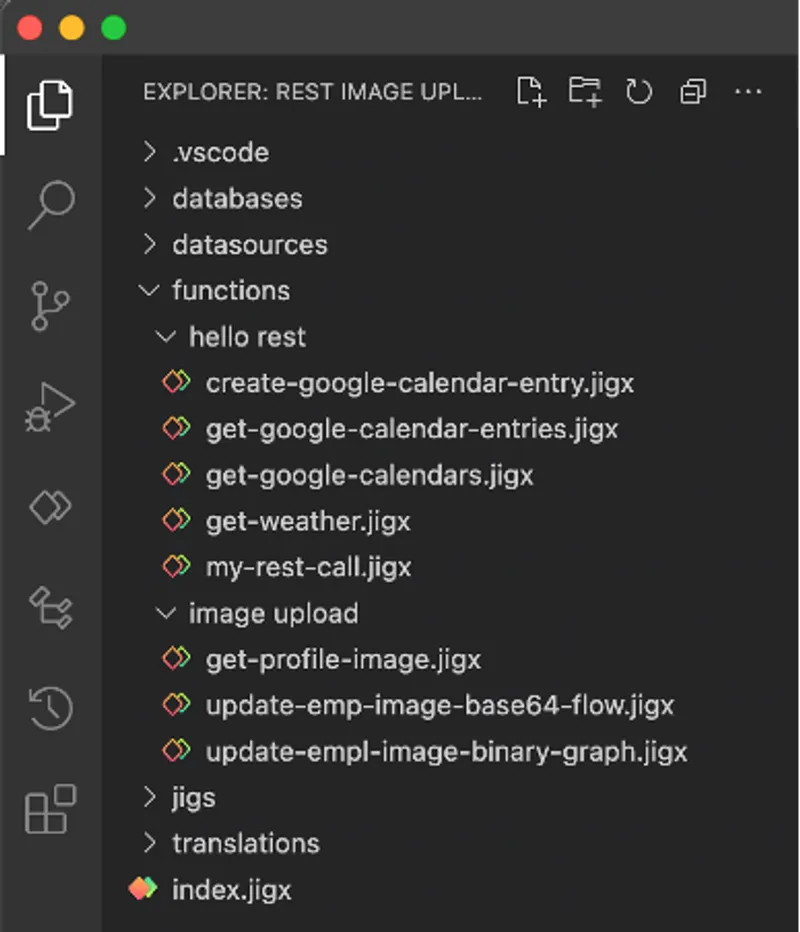 EXPLORER: REST IMAGE UPL...
.vscode
databases
datasources
functions
hello rest
create-google-calendar-entry.jigx
get-google-calendar-entries.jigx
get-google-calendars.jigx
get-weather.jigx
my-rest-call.jigx
image upload
get-profile-image.jigx
update-emp-image-base64-flow.jigx
update-empl-image-binary-graph.jigx
jigs
translations
index.jigx